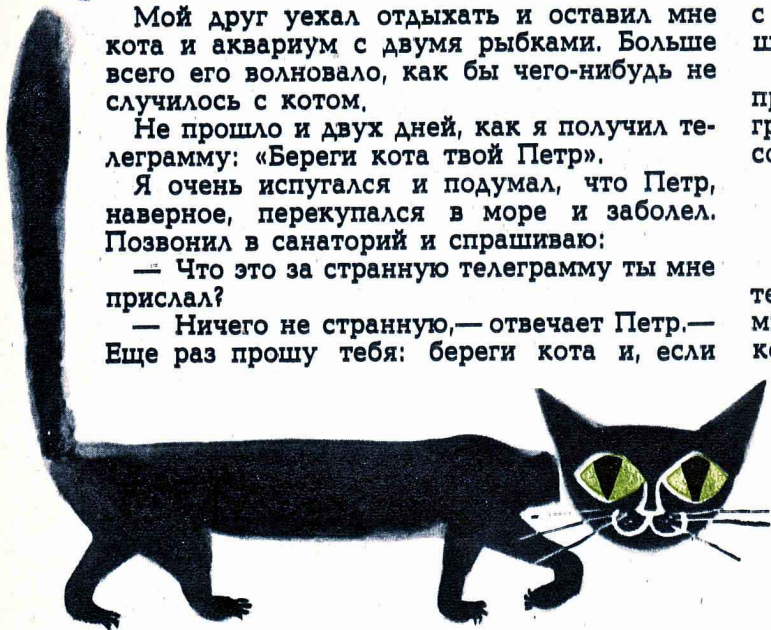 Мой друг уехал отдыхать и оставил мне
кота и аквариум с двумя рыбками. Больше
всего его волновало, как бы чего-нибудь не
случилось с котом.
Не прошло и двух дней, как я получил те-
леграмму: «Береги кота твой Петр».
Я очень испугался и подумал, что Петр,
наверное, перекупался в море и заболел.
Позвонил в санаторий и спрашиваю:
— Что это за странную телеграмму ты мне
прислал?
— Ничего не странную,— отвечает Петр.—
Еще раз прошу тебя: береги кота и, если